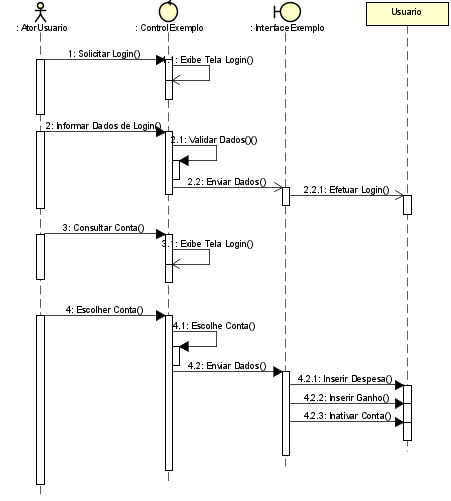 : AtorUsuario
: ControlExemplo
: InterfaceExemplo
Usuario
1: Solicitar Login()
1.1: Exibe Tela Login()
2: Informar Dados de Login()
2.1: Validar Dados()()
2.2: Enviar Dados()
2.2.1: Efetuar Login()
3: Consultar Conta()
3.1: Exibe Tela Login()
4: Escolher Conta()
4.1: Escolhe Conta()
4.2: Enviar Dados()
4.2.1: Inserir Despesa()
4.2.2: Inserir Ganho()
4.2.3: Inativar Conta()